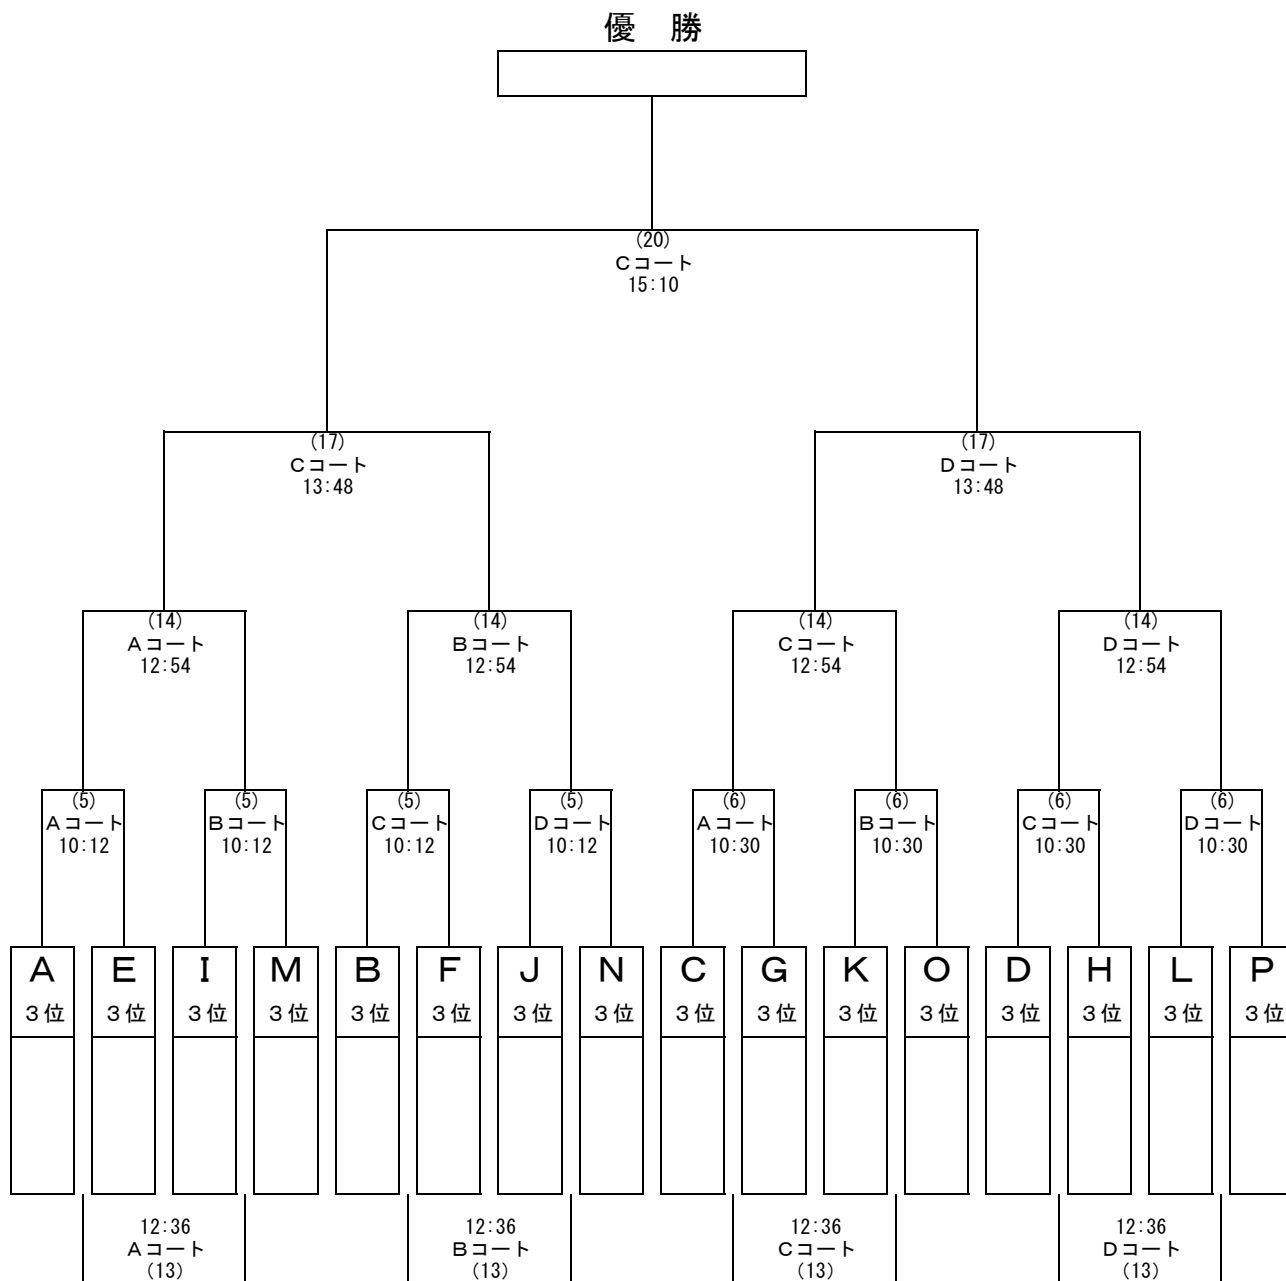 優　勝
(20)
Cコート
15:10
(17)
Cコート
13:48
(17)
Dコート
13:48
(14)
Aコート
12:54
(14)
Bコート
12:54
(14)
Cコート
12:54
(14)
Dコート
12:54
(5)
Aコート
10:12
(5)
Bコート
10:12
(5)
Cコート
10:12
(5)
Dコート
10:12
(6)
Aコート
10:30
(6)
Bコート
10:30
(6)
Cコート
10:30
(6)
Dコート
10:30
A
３位
E
３位
I
３位
M
３位
B
３位
F
３位
J
３位
N
３位
C
３位
G
３位
K
３位
O
３位
D
３位
H
３位
L
３位
P
３位
12:36
Aコート
(13)
12:36
Bコート
(13)
12:36
Cコート
(13)
12:36
Dコート
(13)